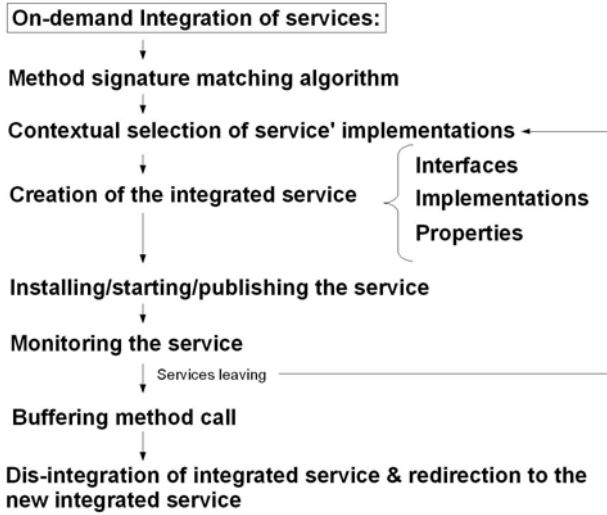 On-demand Integration of services:
Method signature matching algorithm
Contextual selection of service' implementations
Creation of the integrated service
Interfaces
Implementations
Properties
Installing/starting/publishing the service
Monitoring the service
Services leaving
Buffering method call
Dis-integration of integrated service & redirection to the
new integrated service